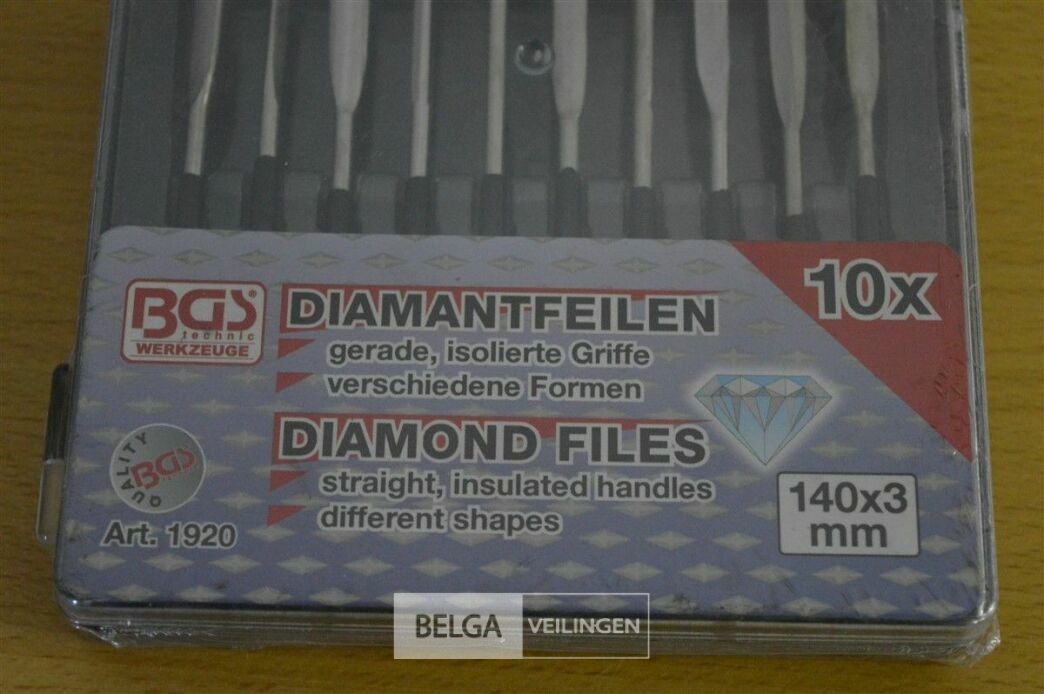 10x
BGS®
technic
WERKZEUGE
DIAMANTFEILEN
gerade, isolierte Griffe
verschiedene Formen
DIAMOND FILES
straight, insulated handles
different shapes
QUALITY
BGS
Art. 1920
140x3
mm
BELGA VEILINGEN